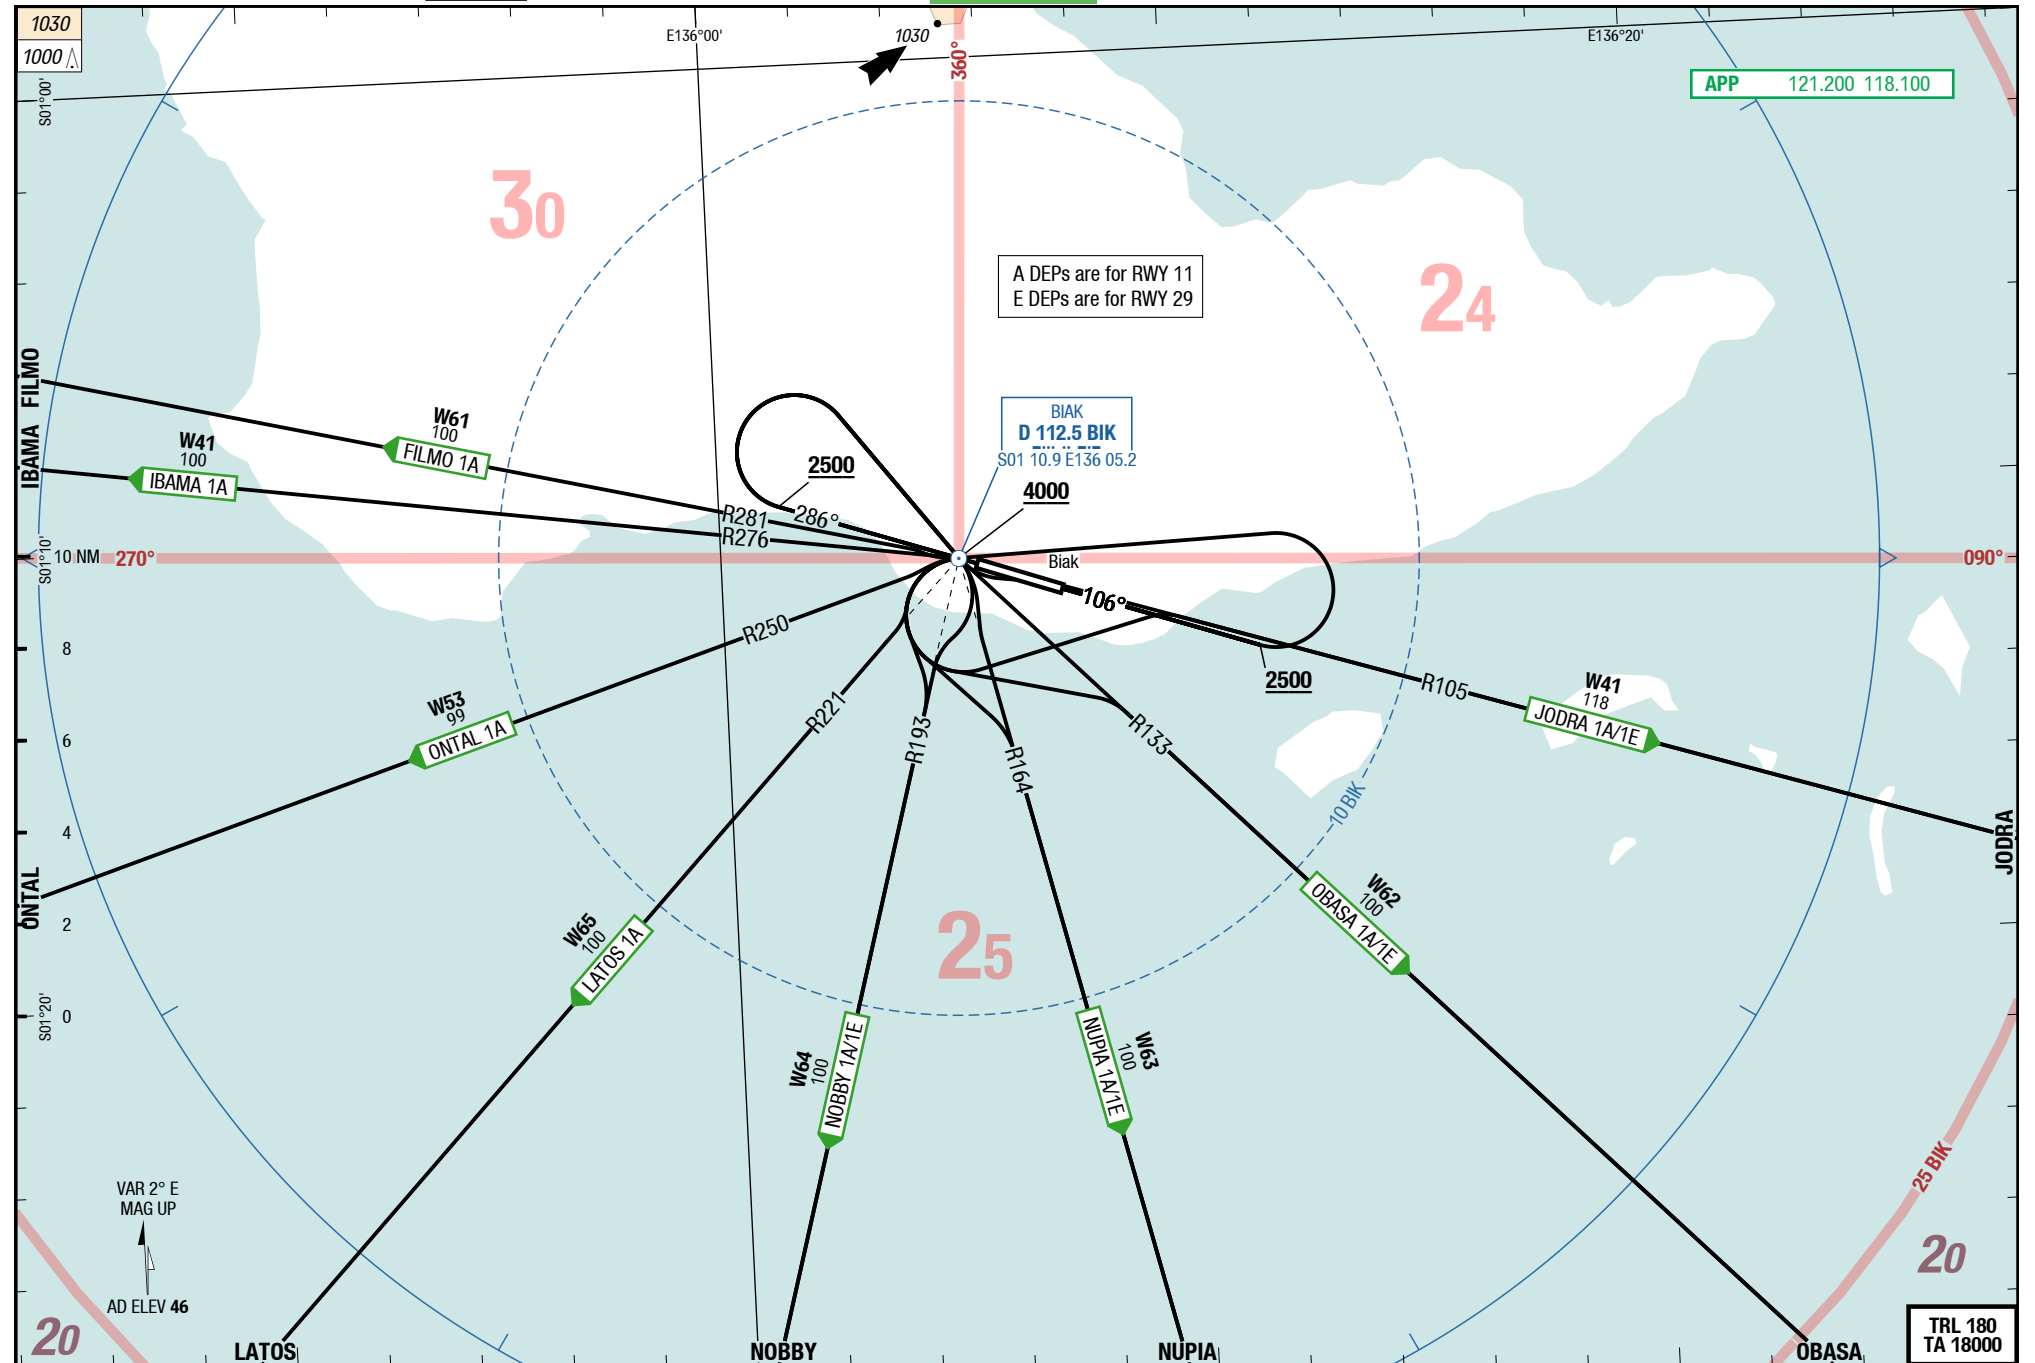 1030
1000
E136°00'
1030
360°
E136°20'
APP 121.200 118.100
S01°00'
30
24
A DEPs are for RWY 11
E DEPs are for RWY 29
FILMO
IBAMA
W61
100
FILMO 1A
W41
100
IBAMA 1A
BIAK
D 112.5 BIK
S01 10.9 E136 05.2
2500
4000
R281
286°
R276
S01°10'
10 NM
270°
Biak
090°
106°
8
R250
2500
R105
W41
118
JODRA 1A/1E
W53
99
ONTAL 1A
R221
R193
R164
R133
6
10 BIK
4
JODRA
ONTAL
2
W65
100
LATOS 1A
25
W62
100
OBASA 1A/1E
S01°20'
0
W64
100
NOBBY 1A/1E
W63
100
NUPIA 1A/1E
25 BIK
VAR 2° E
MAG UP
AD ELEV 46
20
20
TRL 180
TA 18000
LATOS
NOBBY
NUPIA
OBASA